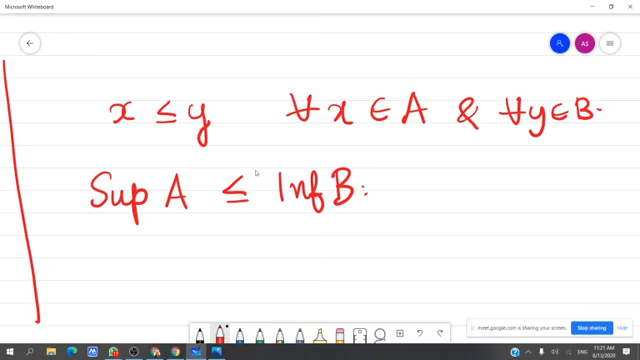 Microsoft Whiteboard
AS
x ≤ y ∀x ∈ A & ∀y ∈ B.
Sup A ≤ Inf B.
meet.google.com is sharing your screen. Stop sharing Hide
ENG 11:21 AM
8/13/2020